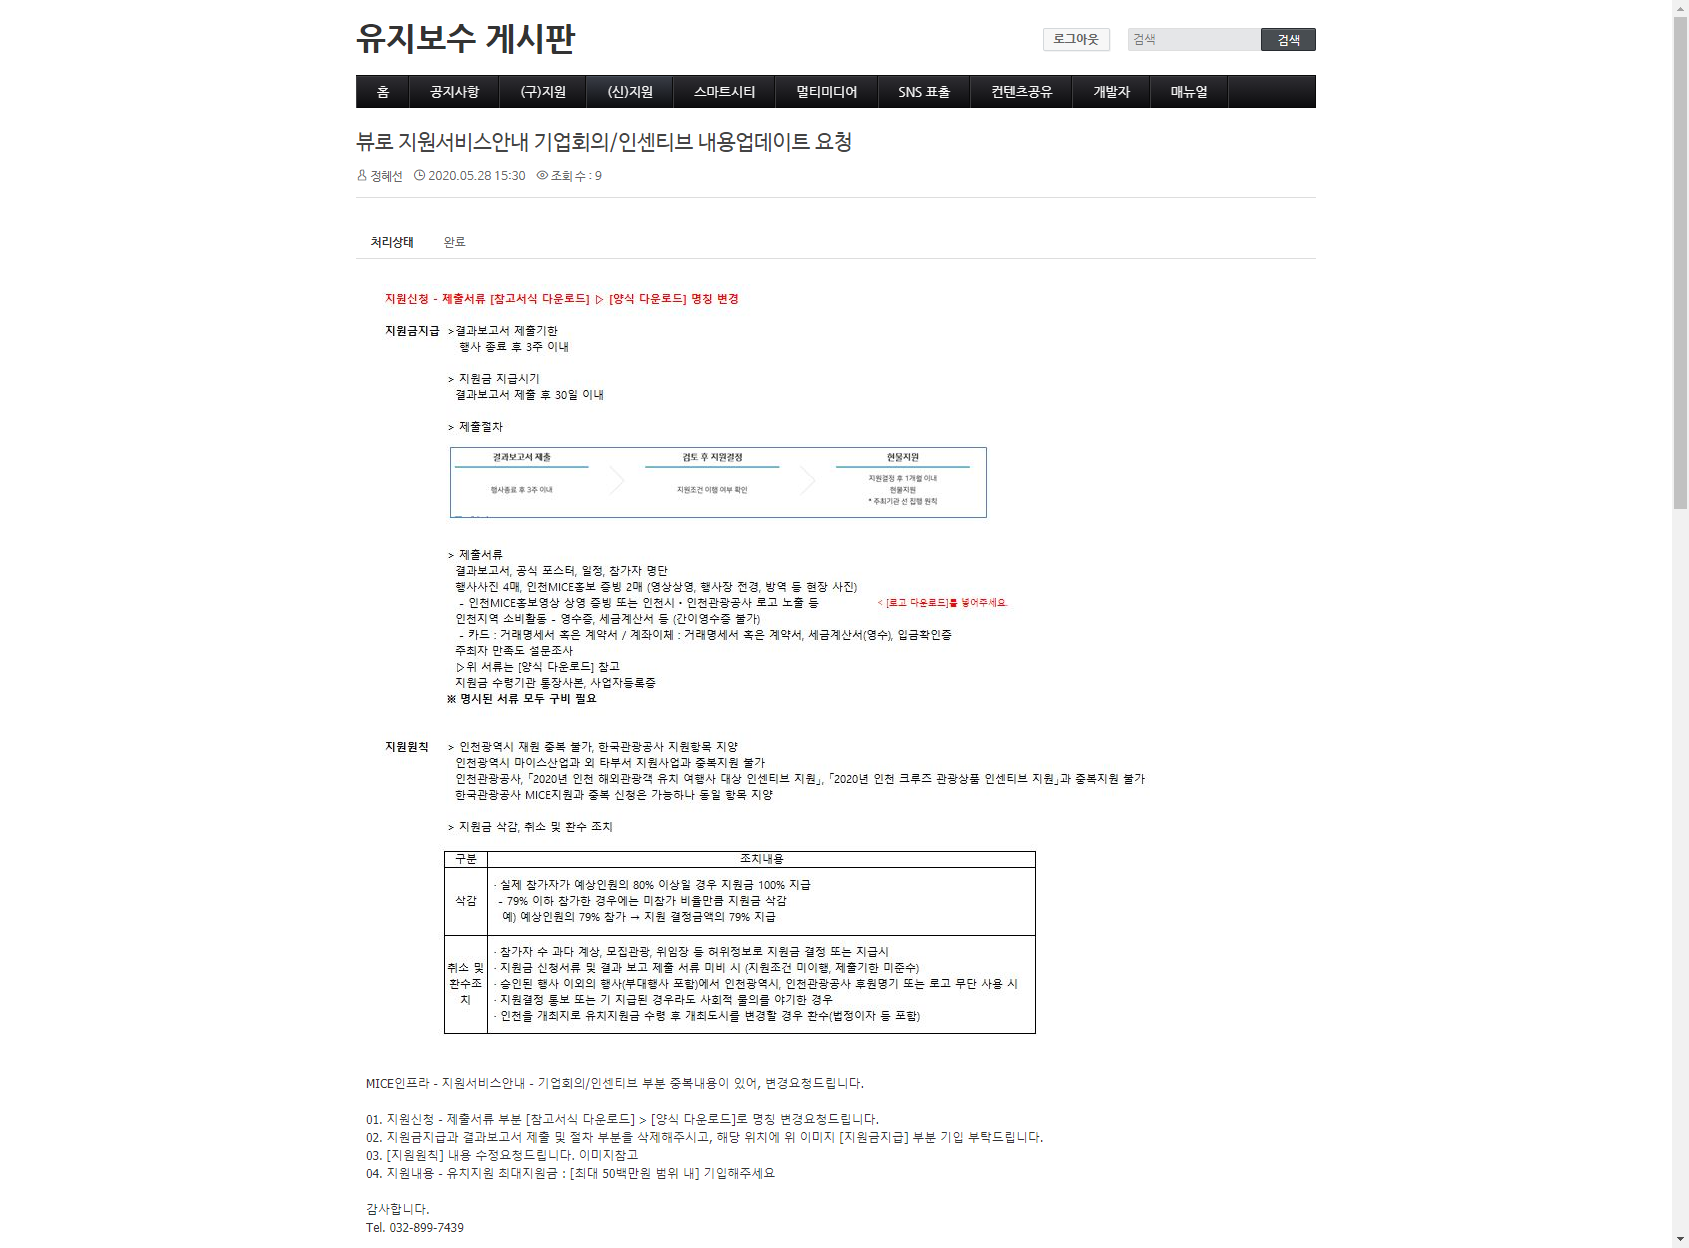 유지보수 게시판
로그아웃
검색
검색
홈 공지사항 (구)지원 (신)지원 스마트시티 멀티미디어 SNS 표출 컨텐츠공유 개발자 매뉴얼
뷰로 지원서비스안내 기업회의/인센티브 내용업데이트 요청
정혜선 2020.05.28 15:30 조회 수 : 9
처리상태 완료
지원신청 - 제출서류 [참고서식 다운로드] ▷ [양식 다운로드] 명칭 변경
지원금지급 >결과보고서 제출기한
행사 종료 후 3주 이내
> 지원금 지급시기
결과보고서 제출 후 30일 이내
> 제출절차
결과보고서 제출 검토 후 지원결정 현물지원
행사종료 후 3주 이내 지원조건 이행 여부 확인 지원결정 후 1개월 이내
현물지원
* 주최기관 선 집행 원칙
> 제출서류
결과보고서, 공식 포스터, 일정, 참가자 명단
행사사진 4매, 인천MICE홍보 증빙 2매 (영상상영, 행사장 전경, 방역 등 현장 사진)
- 인천MICE홍보영상 상영 증빙 또는 인천시・인천관광공사 로고 노출 등 < [로고 다운로드]를 넣어주세요.
인천지역 소비활동 - 영수증, 세금계산서 등 (간이영수증 불가)
- 카드 : 거래명세서 혹은 계약서 / 계좌이체 : 거래명세서 혹은 계약서, 세금계산서(영수), 입금확인증
주최자 만족도 설문조사
▷위 서류는 [양식 다운로드] 참고
지원금 수령기관 통장사본, 사업자등록증
※ 명시된 서류 모두 구비 필요
지원원칙 > 인천광역시 재원 중복 불가, 한국관광공사 지원항목 지양
인천광역시 마이스산업과 외 타부서 지원사업과 중복지원 불가
인천관광공사, 「2020년 인천 해외관광객 유치 여행사 대상 인센티브 지원」, 「2020년 인천 크루즈 관광상품 인센티브 지원」과 중복지원 불가
한국관광공사 MICE지원과 중복 신청은 가능하나 동일 항목 지양
> 지원금 삭감, 취소 및 환수 조치
구분 조치내용
삭감
· 실제 참가자가 예상인원의 80% 이상일 경우 지원금 100% 지급
- 79% 이하 참가한 경우에는 미참가 비율만큼 지원금 삭감
예) 예상인원의 79% 참가 → 지원 결정금액의 79% 지급
취소 및
환수조
치
· 참가자 수 과다 계상, 모집관광, 위임장 등 허위정보로 지원금 결정 또는 지급시
· 지원금 신청서류 및 결과 보고 제출 서류 미비 시 (지원조건 미이행, 제출기한 미준수)
· 승인된 행사 이외의 행사(부대행사 포함)에서 인천광역시, 인천관광공사 후원명기 또는 로고 무단 사용 시
· 지원결정 통보 또는 기 지급된 경우라도 사회적 물의를 야기한 경우
· 인천을 개최지로 유치지원금 수령 후 개최도시를 변경할 경우 환수(법정이자 등 포함)
MICE인프라 - 지원서비스안내 - 기업회의/인센티브 부분 중복내용이 있어, 변경요청드립니다.
01. 지원신청 - 제출서류 부분 [참고서식 다운로드] > [양식 다운로드]로 명칭 변경요청드립니다.
02. 지원금지급과 결과보고서 제출 및 절차 부분을 삭제해주시고, 해당 위치에 위 이미지 [지원금지급] 부분 기입 부탁드립니다.
03. [지원원칙] 내용 수정요청드립니다. 이미지참고
04. 지원내용 - 유치지원 최대지원금 : [최대 50백만원 범위 내] 기입해주세요
감사합니다.
Tel. 032-899-7439